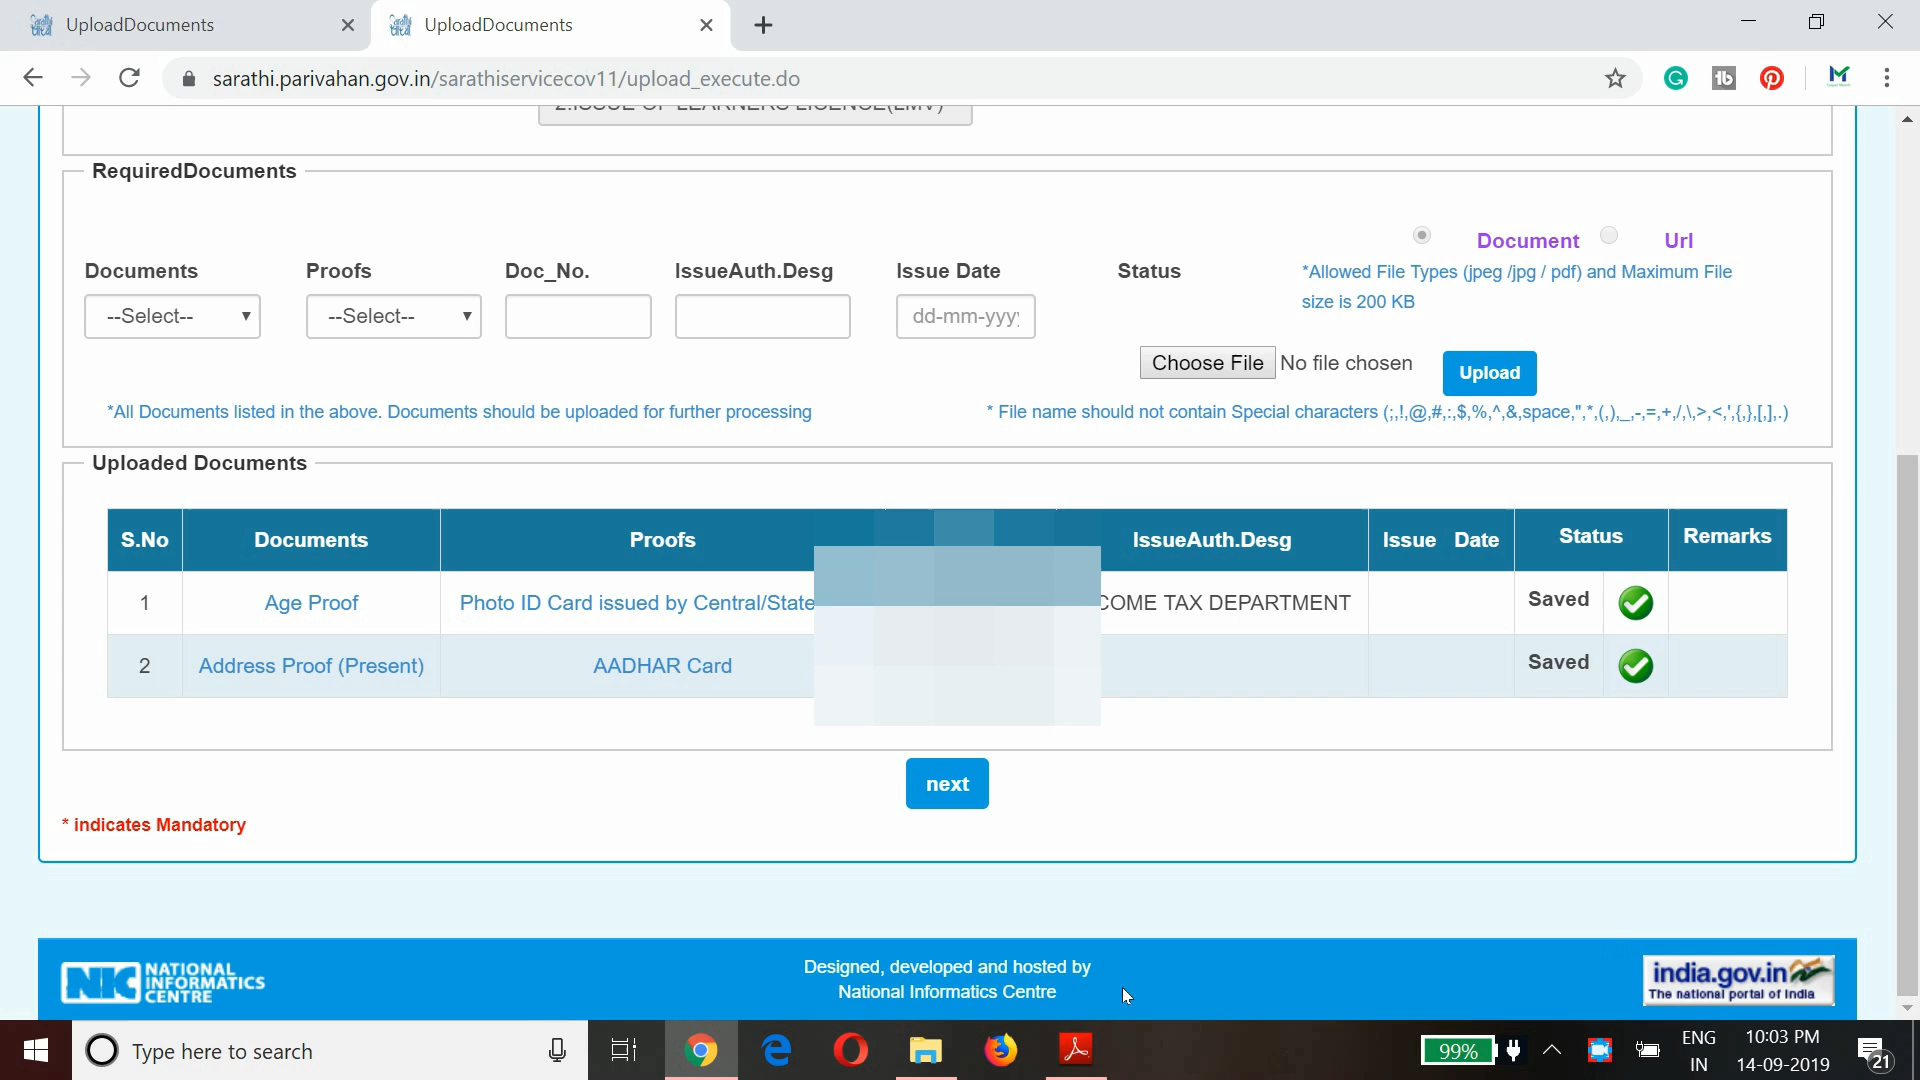 UploadDocuments
UploadDocuments
sarathi.parivahan.gov.in/sarathiservicecov11/upload_execute.do
2.ISSUE OF LEARNERS LICENCE(LMV)
RequiredDocuments
Document Url
Documents Proofs Doc_No. IssueAuth.Desg Issue Date Status
*Allowed File Types (jpeg /jpg / pdf) and Maximum File
size is 200 KB
--Select-- --Select-- dd-mm-yyy
Choose File No file chosen Upload
*All Documents listed in the above. Documents should be uploaded for further processing
* File name should not contain Special characters (;,!,@,#,:,$,%,^,&,space,",*,(,),_,-,=,+,/,\,>,<,',{,},[,],.)
Uploaded Documents
S.No Documents Proofs IssueAuth.Desg Issue Date Status Remarks
1 Age Proof Photo ID Card issued by Central/State COME TAX DEPARTMENT Saved
2 Address Proof (Present) AADHAR Card Saved
next
* indicates Mandatory
NIC NATIONAL
INFORMATICS
CENTRE
Designed, developed and hosted by
National Informatics Centre
india.gov.in
The national portal of India
Type here to search
99%
ENG
IN
10:03 PM
14-09-2019
21